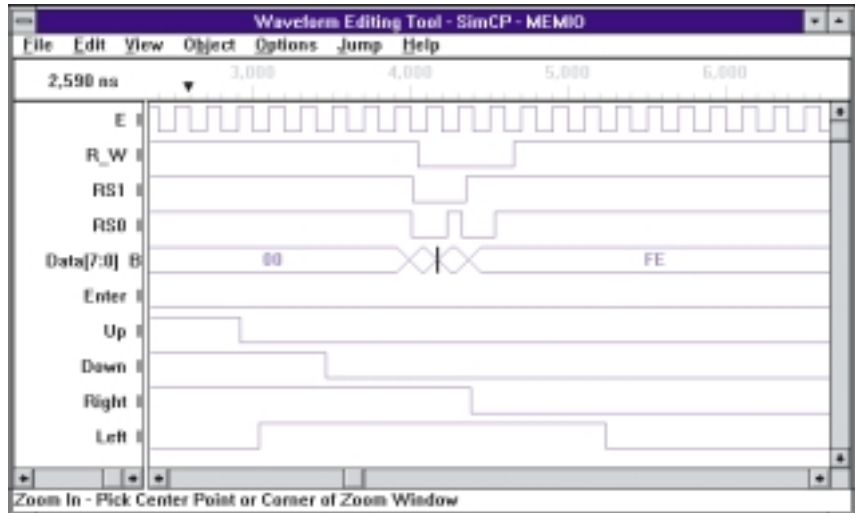 Waveform Editing Tool - SimCP - MEMIO
File Edit View Object Options Jump Help
2,590 ns 3,000 4,000 5,000 6,000
E I
R_W I
RS1 I
RS0 I
Data[7:0] B 00 FE
Enter I
Up I
Down I
Right I
Left I
Zoom In - Pick Center Point or Corner of Zoom Window